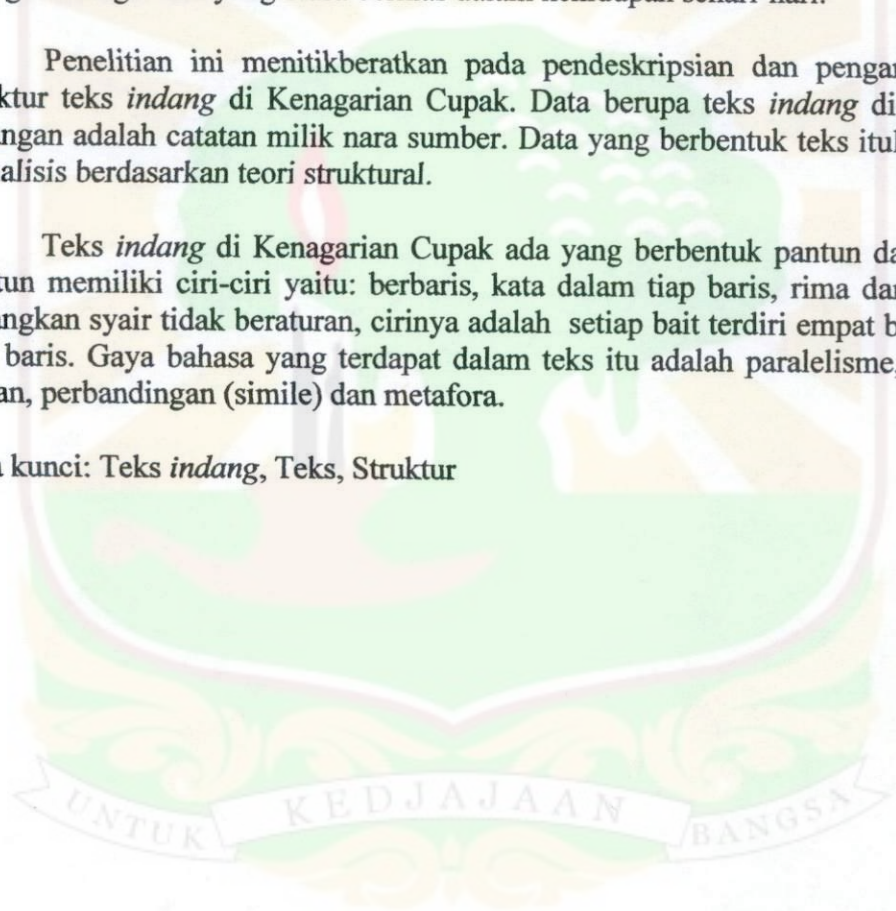 Penelitian ini menitikberatkan pada pendeskripsian dan pengar
ktur teks indang di Kenagarian Cupak. Data berupa teks indang di
ngan adalah catatan milik nara sumber. Data yang berbentuk teks itul
alisis berdasarkan teori struktural.
Teks indang di Kenagarian Cupak ada yang berbentuk pantun da
tun memiliki ciri-ciri yaitu: berbaris, kata dalam tiap baris, rima dan
angkan syair tidak beraturan, cirinya adalah setiap bait terdiri empat b
baris. Gaya bahasa yang terdapat dalam teks itu adalah paralelisme,
an, perbandingan (simile) dan metafora.
kunci: Teks indang, Teks, Struktur
UNTUK KEDJAJAAN BANGSA